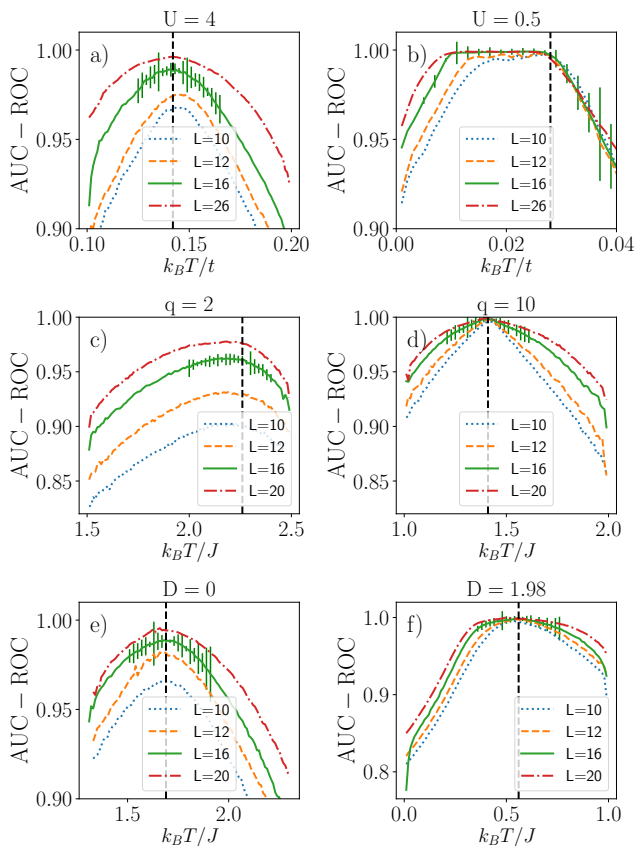 U = 4
U = 0.5
a)
b)
1.00
0.95
0.90
AUC − ROC
L=10
L=12
L=16
L=26
0.10
0.15
0.20
k_BT/t
1.00
0.95
0.90
AUC − ROC
L=10
L=12
L=16
L=26
0.00
0.02
0.04
k_BT/t
q = 2
q = 10
c)
d)
1.00
0.95
0.90
0.85
AUC − ROC
L=10
L=12
L=16
L=20
1.5
2.0
2.5
k_BT/J
1.00
0.95
0.90
0.85
AUC − ROC
L=10
L=12
L=16
L=20
1.0
1.5
2.0
k_BT/J
D = 0
D = 1.98
e)
f)
1.00
0.95
0.90
AUC − ROC
L=10
L=12
L=16
L=20
1.5
2.0
k_BT/J
1.0
0.9
0.8
AUC − ROC
L=10
L=12
L=16
L=20
0.0
0.5
1.0
k_BT/J